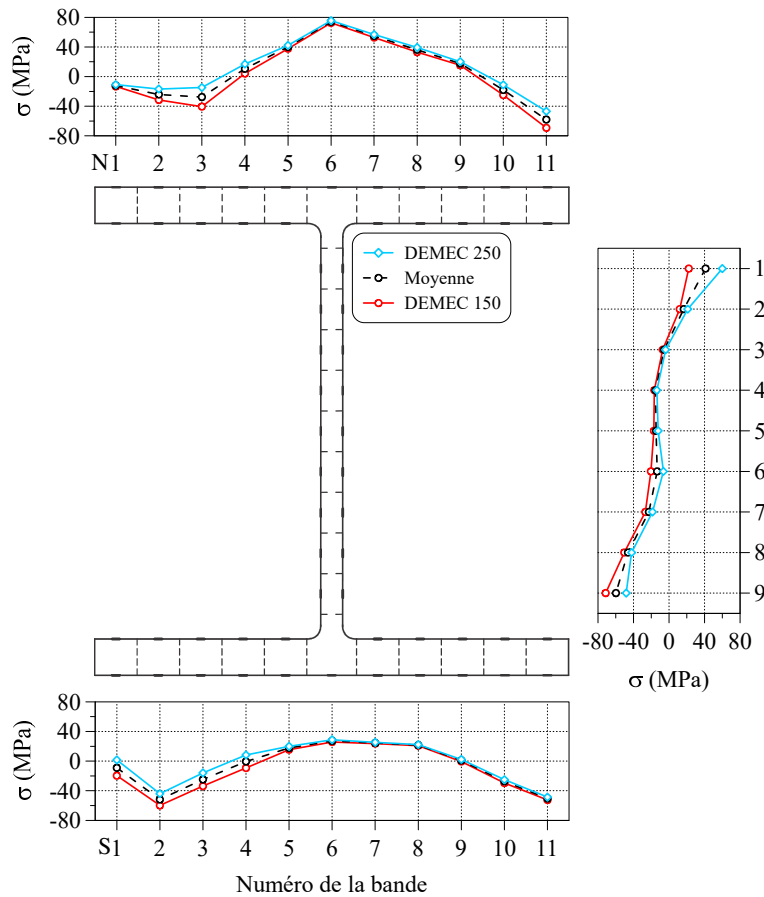 80
40
0
-40
-80
σ (MPa)
N1 2 3 4 5 6 7 8 9 10 11
DEMEC 250
Moyenne
DEMEC 150
1
2
3
4
5
6
7
8
9
-80 -40 0 40 80
σ (MPa)
80
40
0
-40
-80
σ (MPa)
S1 2 3 4 5 6 7 8 9 10 11
Numéro de la bande